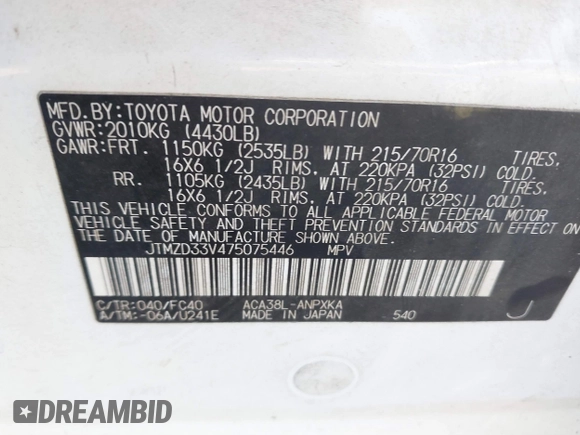 MFD.BY:TOYOTA MOTOR CORPORATION
GVWR:2010KG (4430LB)
GAWR:FRT. 1150KG (2535LB) WITH 215/70R16 TIRES,
16X6 1/2J RIMS, AT 220KPA (32PSI) COLD.
RR. 1105KG (2435LB) WITH 215/70R16 TIRES,
16X6 1/2J RIMS, AT 220KPA (32PSI) COLD.
THIS VEHICLE CONFORMS TO ALL APPLICABLE FEDERAL MOTOR
VEHICLE SAFETY AND THEFT PREVENTION STANDARDS IN EFFECT ON
THE DATE OF MANUFACTURE SHOWN ABOVE.
JTMZD33V475075446 MPV
C/TR:040/FC40 ACA38L-ANPXKA
A/TM:-06A/U241E MADE IN JAPAN 540 J
AutoBidMaster